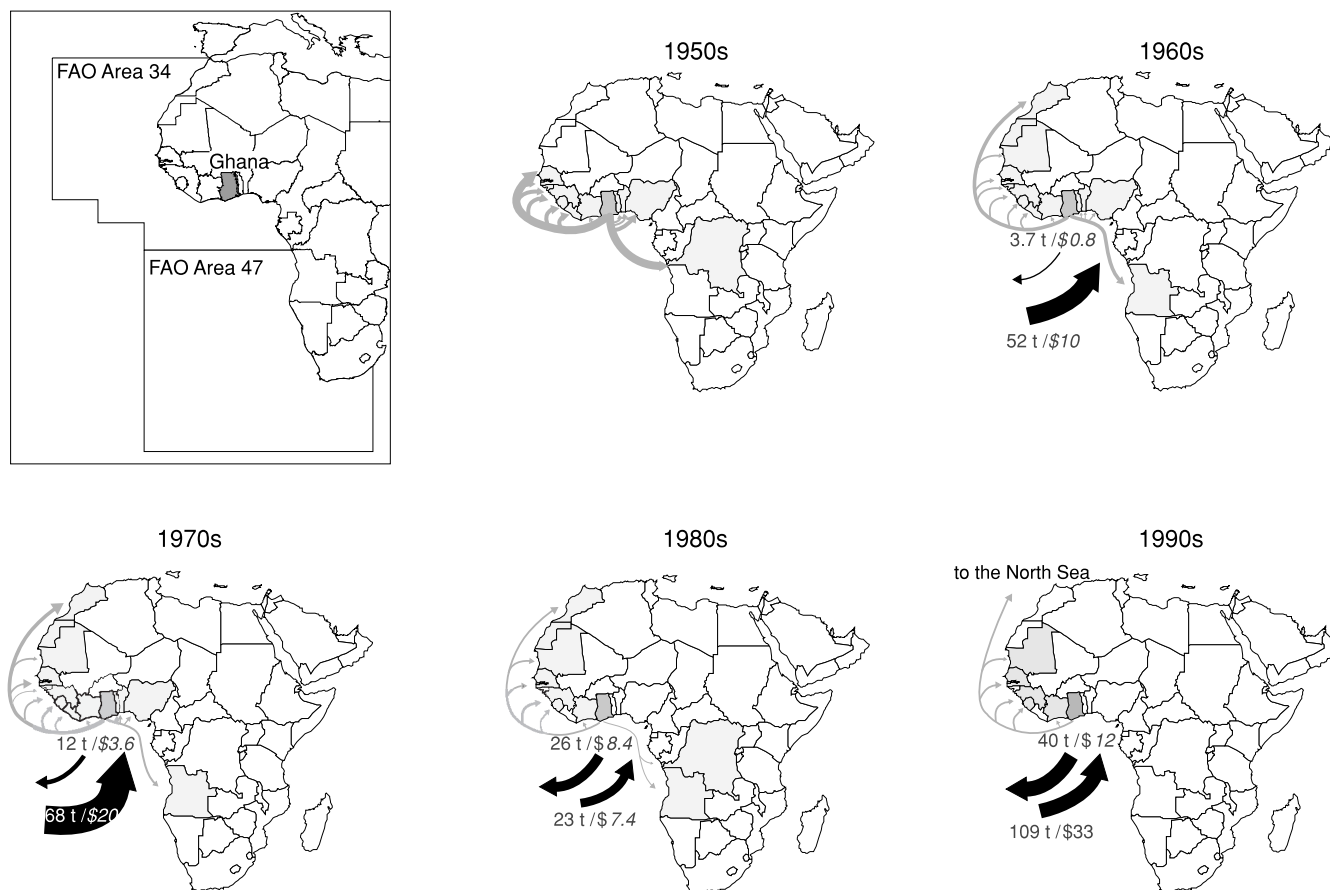 FAO Area 34
Ghana
FAO Area 47
1950s
1960s
3.7 t /$0.8
52 t /$10
1970s
12 t /$3.6
68 t /$20
1980s
26 t /$ 8.4
23 t /$ 7.4
1990s
to the North Sea
40 t /$ 12
109 t /$33